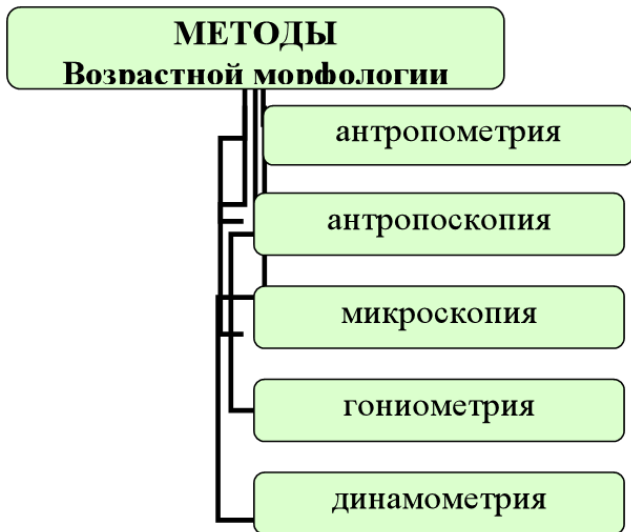 МЕТОДЫ
Возрастной морфологии
антропометрия
антропоскопия
микроскопия
гониометрия
динамометрия